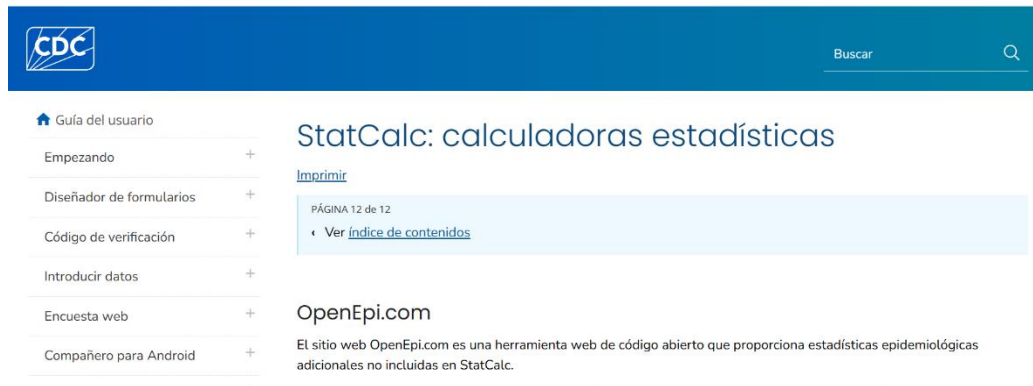 CDC
Buscar
Guía del usuario
Empezando
Diseñador de formularios
Código de verificación
Introducir datos
Encuesta web
Compañero para Android
StatCalc: calculadoras estadísticas
Imprimir
PÁGINA 12 de 12
‹ Ver índice de contenidos
OpenEpi.com
El sitio web OpenEpi.com es una herramienta web de código abierto que proporciona estadísticas epidemiológicas
adicionales no incluidas en StatCalc.